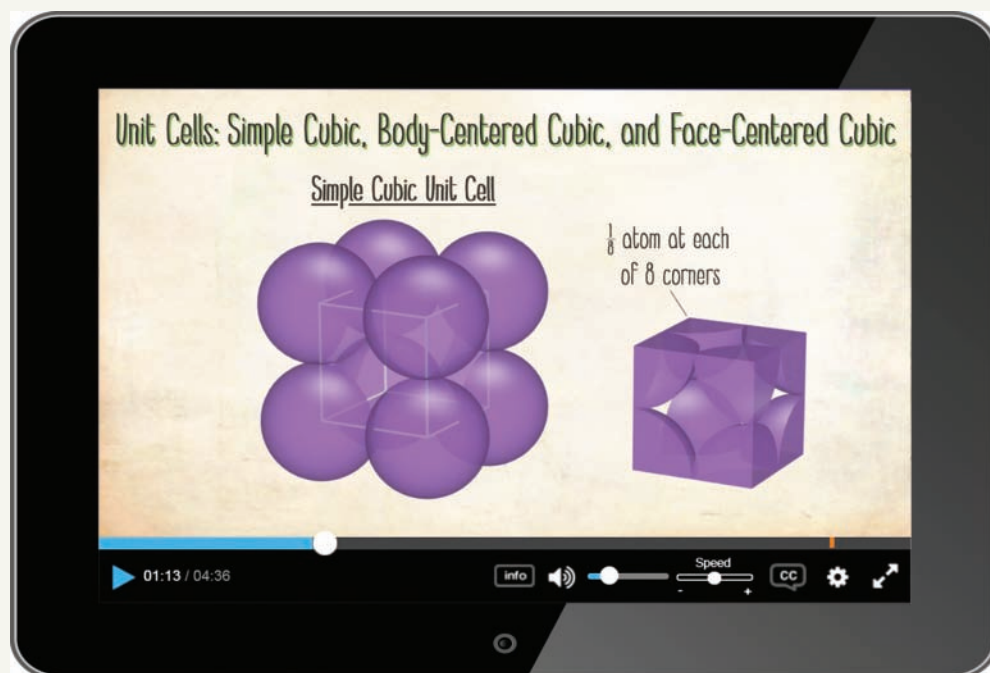 Unit Cells: Simple Cubic, Body-Centered Cubic, and Face-Centered Cubic
Simple Cubic Unit Cell
1/8 atom at each
of 8 corners
01:13 / 04:36
info
Speed
- +
CC